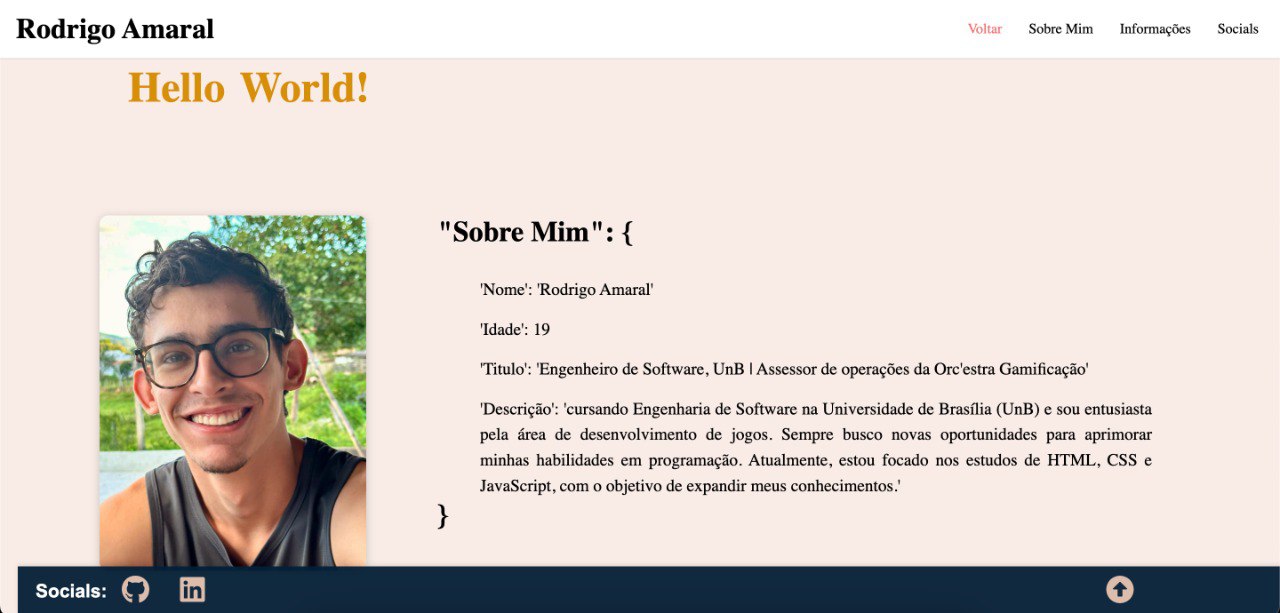 Rodrigo Amaral
Voltar Sobre Mim Informações Socials
Hello World!
"Sobre Mim": {
'Nome': 'Rodrigo Amaral'
'Idade': 19
'Titulo': 'Engenheiro de Software, UnB | Assessor de operações da Orc'estra Gamificação'
'Descrição': 'cursando Engenharia de Software na Universidade de Brasília (UnB) e sou entusiasta
pela área de desenvolvimento de jogos. Sempre busco novas oportunidades para aprimorar
minhas habilidades em programação. Atualmente, estou focado nos estudos de HTML, CSS e
JavaScript, com o objetivo de expandir meus conhecimentos.'
}
Socials:
in